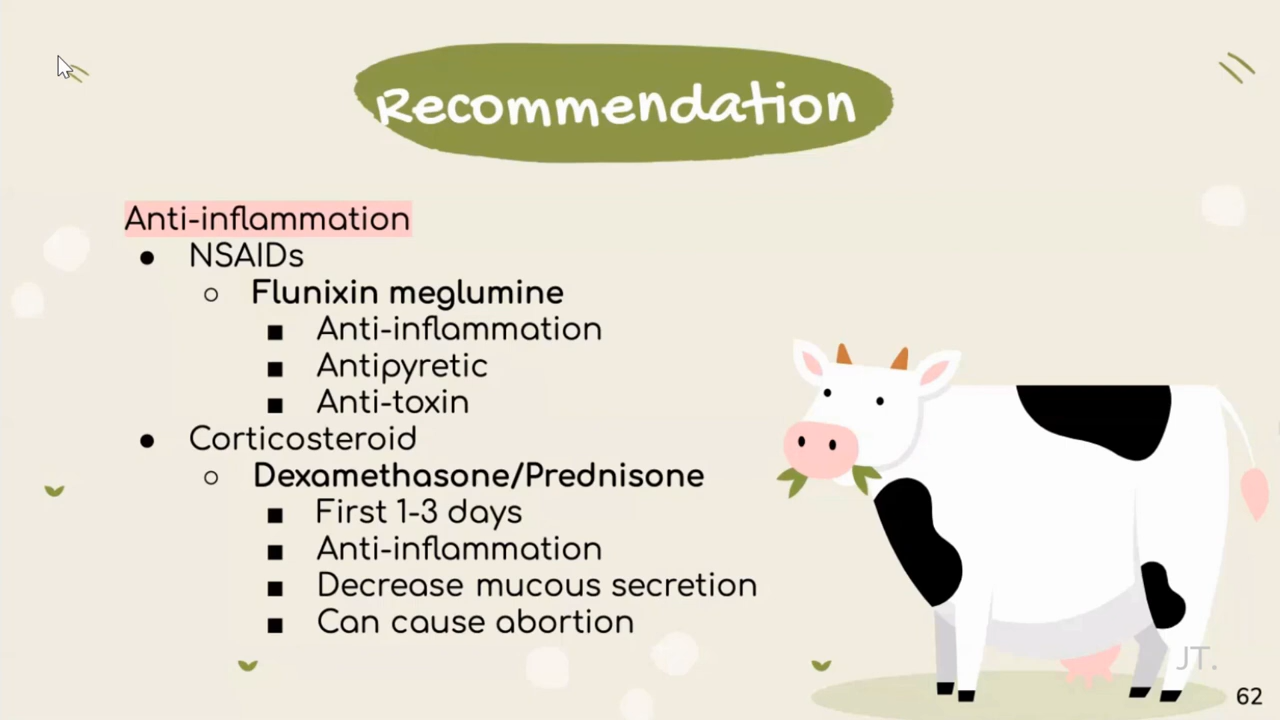 Recommendation
Anti-inflammation
● NSAIDs
○ Flunixin meglumine
■ Anti-inflammation
■ Antipyretic
■ Anti-toxin
● Corticosteroid
○ Dexamethasone/Prednisone
■ First 1-3 days
■ Anti-inflammation
■ Decrease mucous secretion
■ Can cause abortion
JT.
62